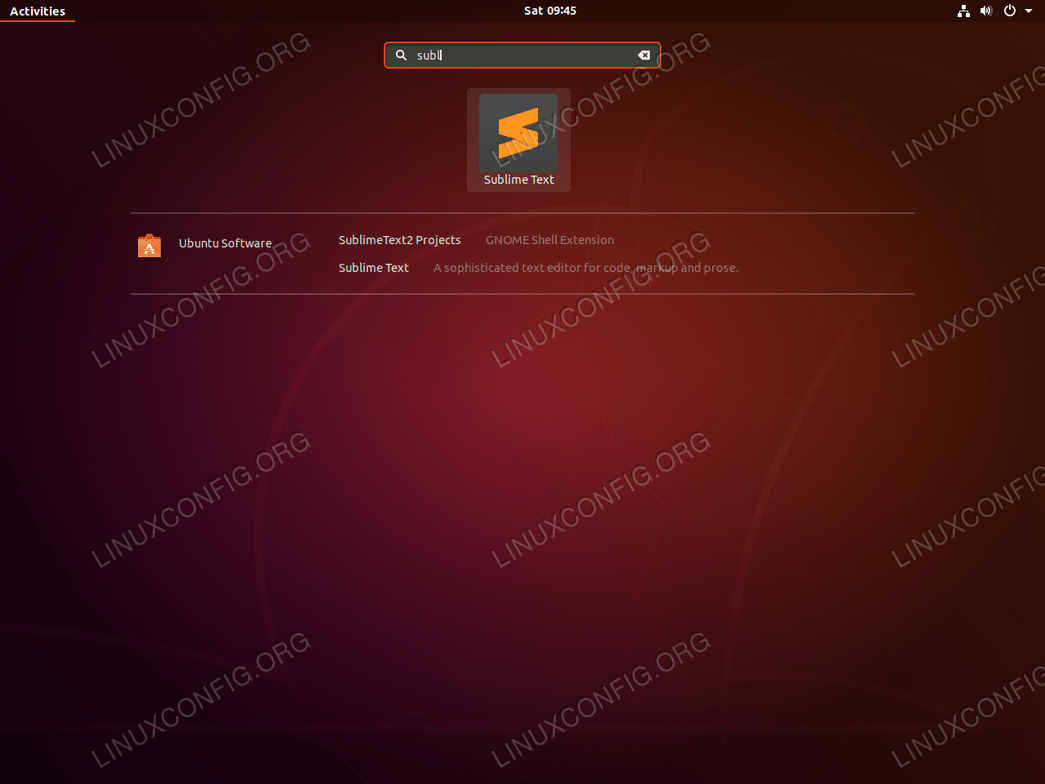 Activities
Sat 09:45
subl
Sublime Text
Ubuntu Software
SublimeText2 Projects GNOME Shell Extension
Sublime Text A sophisticated text editor for code, markup and prose.
LINUXCONFIG.ORG
LINUXCONFIG.ORG
LINUXCONFIG
LINUXCONFIG.ORG
LINUXCONFIG.ORG
LINUXCONFIG
LINUXCONFIG.ORG
LINUXCONFIG.ORG
LINUXCONFIG
LINUXCONFIG.ORG
LINUXCONFIG.ORG
LINUXCONFIG